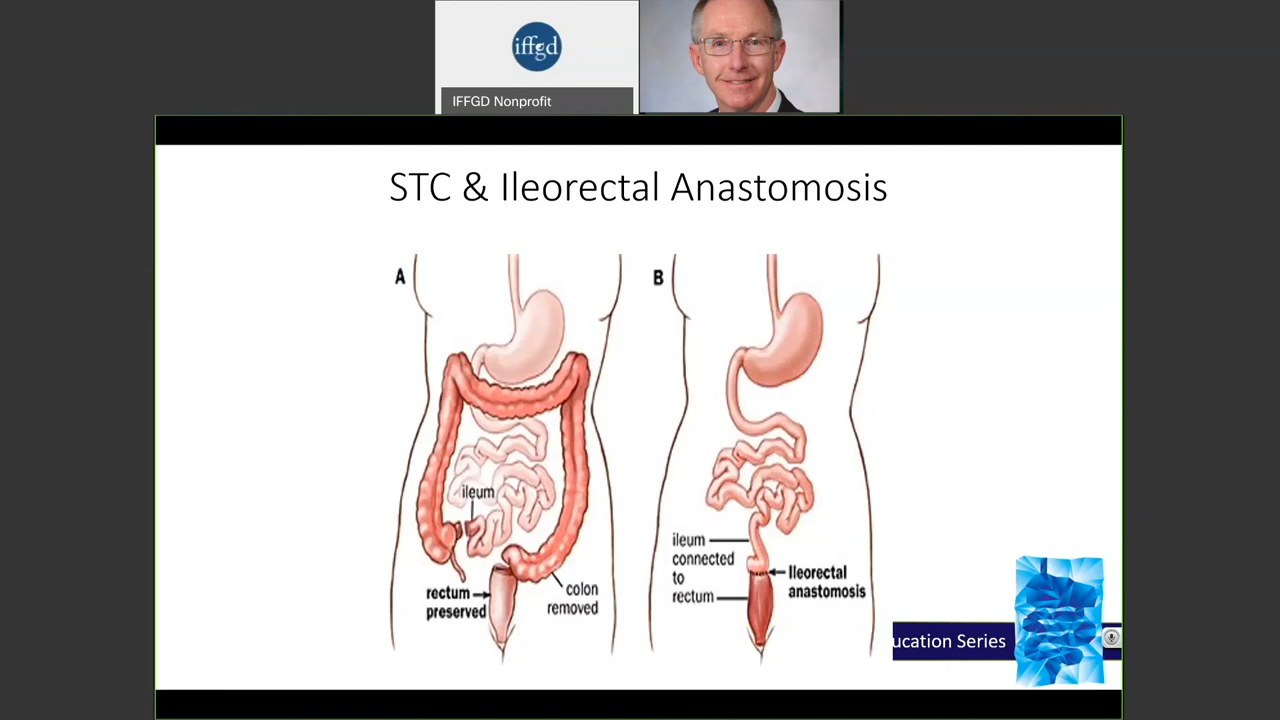 iffgd
IFFGD Nonprofit
STC & Ileorectal Anastomosis
A
B
ileum
rectum
preserved
colon
removed
ileum
connected
to
rectum
Ileorectal
anastomosis
ucation Series